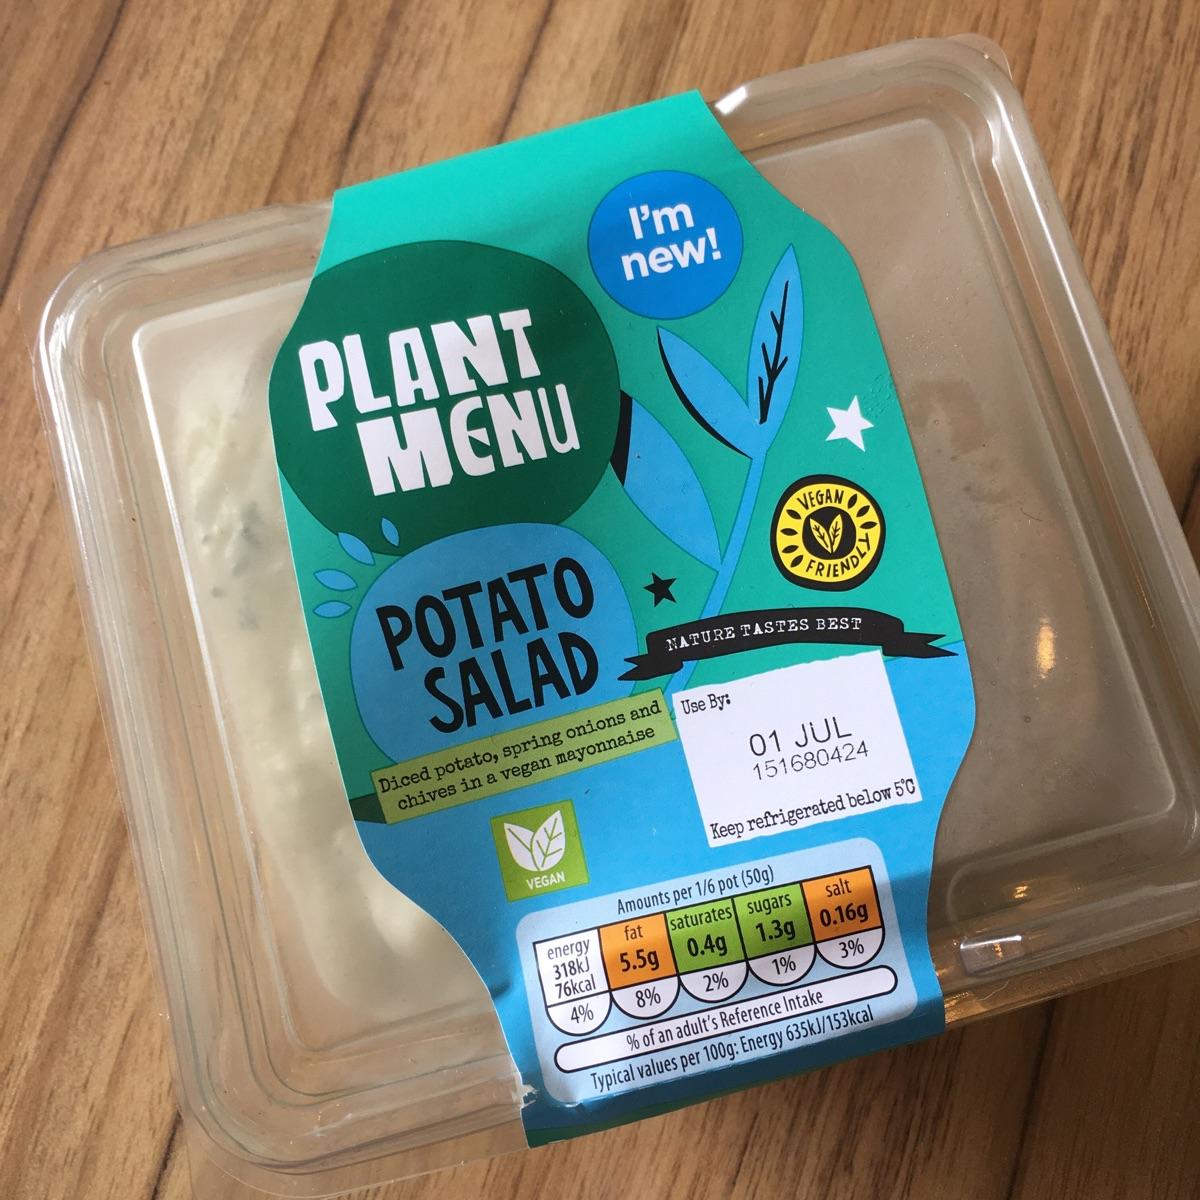 I'm
new!
PLANT
MENU
VEGAN
FRIENDLY
POTATO
SALAD
NATURE TASTES BEST
Diced potato, spring onions and
chives in a vegan mayonnaise
Use By:
01 JUL
151680424
Keep refrigerated below 5°C
VEGAN
Amounts per 1/6 pot (50g)
energy
318kJ
76kcal
4%
fat
5.5g
8%
saturates
0.4g
2%
sugars
1.3g
1%
salt
0.16g
3%
% of an adult's Reference Intake
Typical values per 100g: Energy 635kJ/153kcal